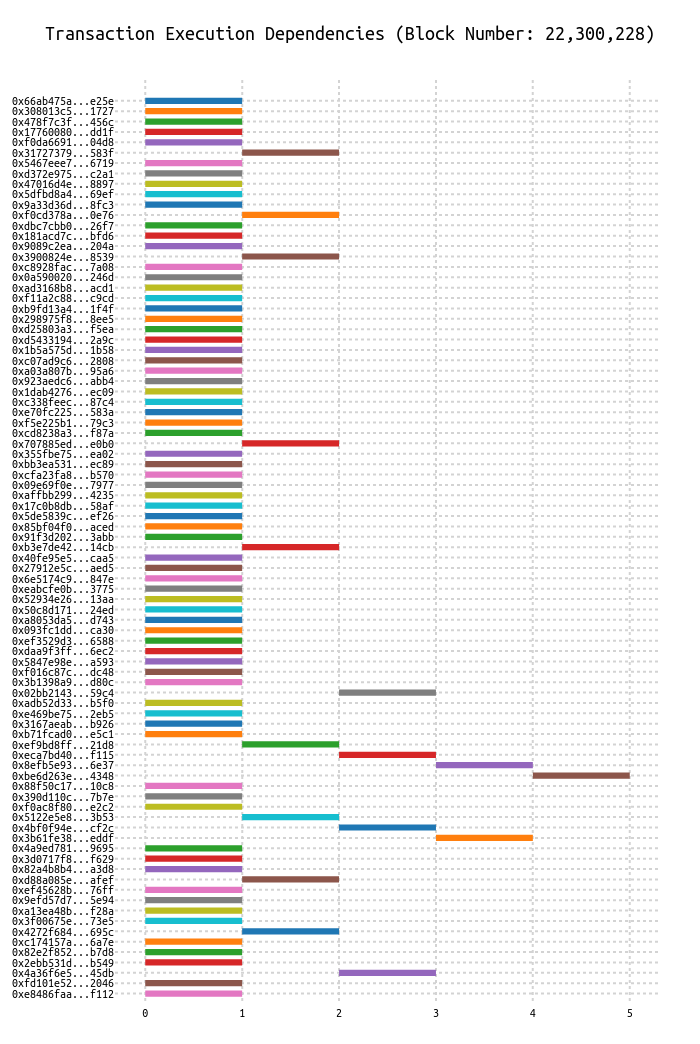 Transaction Execution Dependencies (Block Number: 22,300,228)
0x66ab475a...e25e
0x308013c5...1727
0x478f7c3f...456c
0x17760080...dd1f
0xf0da6691...04d8
0x31727379...583f
0x5467eee7...6719
0xd372e975...c2a1
0x47016d4e...8897
0x5dfbd8a4...69ef
0x9a33d36d...8fc3
0xf0cd378a...0e76
0xdbc7cbb0...26f7
0x181acd7c...bfd6
0x9089c2ea...204a
0x3900824e...8539
0xc8928fac...7a08
0x0a590020...246d
0xad3168b8...acd1
0xf11a2c88...c9cd
0xb9fd13a4...1f4f
0x298975f8...8ee5
0xd25803a3...f5ea
0xd5433194...2a9c
0x1b5a575d...1b58
0xc07ad9c6...2808
0xa03a807b...95a6
0x923aedc6...abb4
0x1dab4276...ec09
0xc338feec...87c4
0xe70fc225...583a
0xf5e225b1...79c3
0xcd8238a3...f87a
0x707885ed...e0b0
0x355fbe75...ea02
0xbb3ea531...ec89
0xcfa23fa8...b570
0x09e69f0e...7977
0xaffbb299...4235
0x17c0b8db...58af
0x5de5839c...ef26
0x85bf04f0...aced
0x91f3d202...3abb
0xb3e7de42...14cb
0x40fe95e5...caa5
0x27912e5c...aed5
0x6e5174c9...847e
0xeabcfe0b...3775
0x52934e26...13aa
0x50c8d171...24ed
0xa8053da5...d743
0x093fc1dd...ca30
0xef3529d3...6588
0xdaa9f3ff...6ec2
0x5847e98e...a593
0xf016c87c...dc48
0x3b1398a9...d80c
0x02bb2143...59c4
0xadb52d33...b5f0
0xe469be75...2eb5
0x3167aeab...b926
0xb71fcad0...e5c1
0xef9bd8ff...21d8
0xeca7bd40...f115
0x8efb5e93...6e37
0xbe6d263e...4348
0x88f50c17...10c8
0x390d110c...7b7e
0xf0ac8f80...e2c2
0x5122e5e8...3b53
0x4bf0f94e...cf2c
0x3b61fe38...eddf
0x4a9ed781...9695
0x3d0717f8...f629
0x82a4b8b4...a3d8
0xd88a085e...afef
0xef45628b...76ff
0x9efd57d7...5e94
0xa13ea48b...f28a
0x3f00675e...73e5
0x4272f684...695c
0xc174157a...6a7e
0x82e2f852...b7d8
0x2ebb531d...b549
0x4a36f6e5...45db
0xfd101e52...2046
0xe8486faa...f112
0 1 2 3 4 5